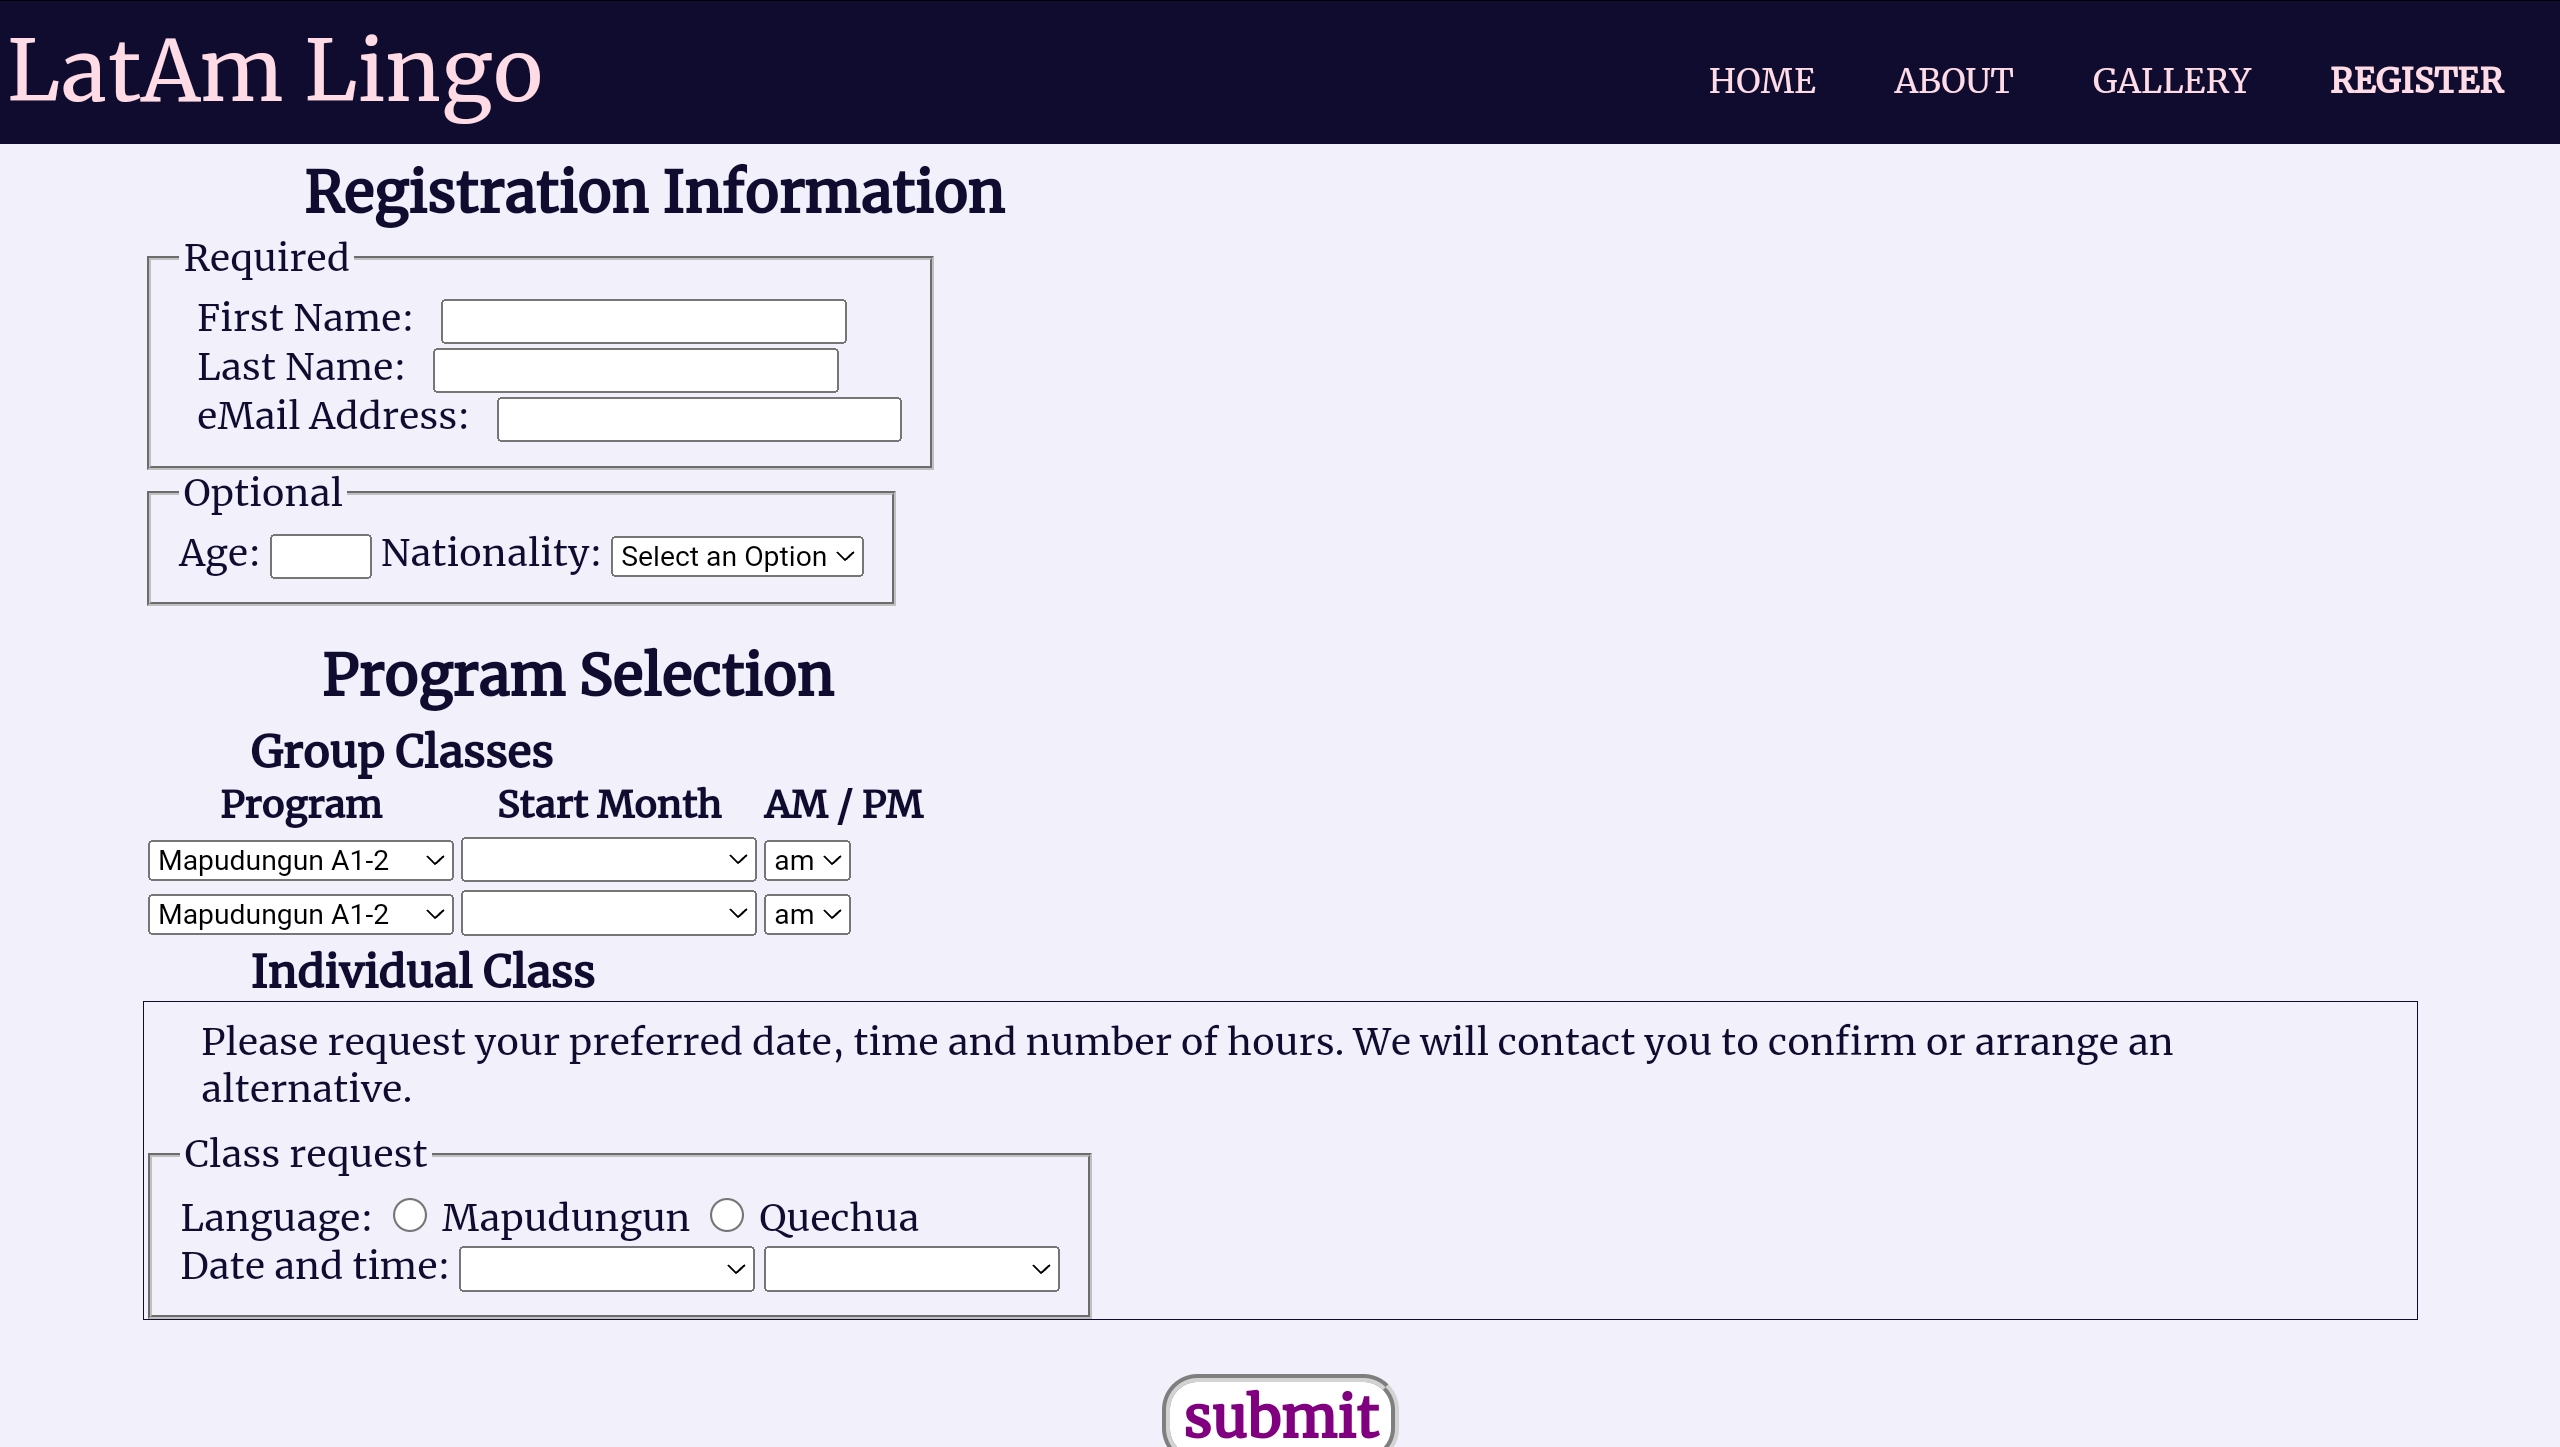 LatAm Lingo
HOME ABOUT GALLERY REGISTER
Registration Information
Required
First Name:
Last Name:
eMail Address:
Optional
Age: Nationality: Select an Option
Program Selection
Group Classes
Program Start Month AM / PM
Mapudungun A1-2 am
Mapudungun A1-2 am
Individual Class
Please request your preferred date, time and number of hours. We will contact you to confirm or arrange an
alternative.
Class request
Language: Mapudungun Quechua
Date and time:
submit